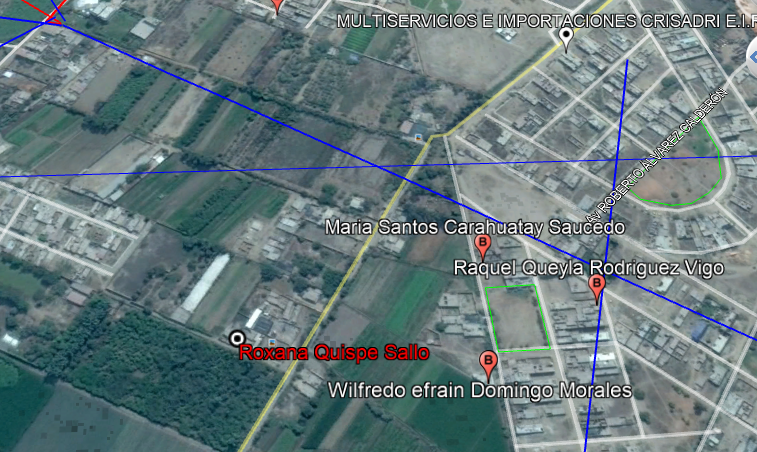 MULTISERVICIOS E IMPORTACIONES CRISADRI E.I.R
Av ROBERTO ALVAREZ CALDERÓN
Maria Santos Carahuatay Saucedo
B
Raquel Queyla Rodriguez Vigo
B
Roxana Quispe Sallo
B
Wilfredo efrain Domingo Morales